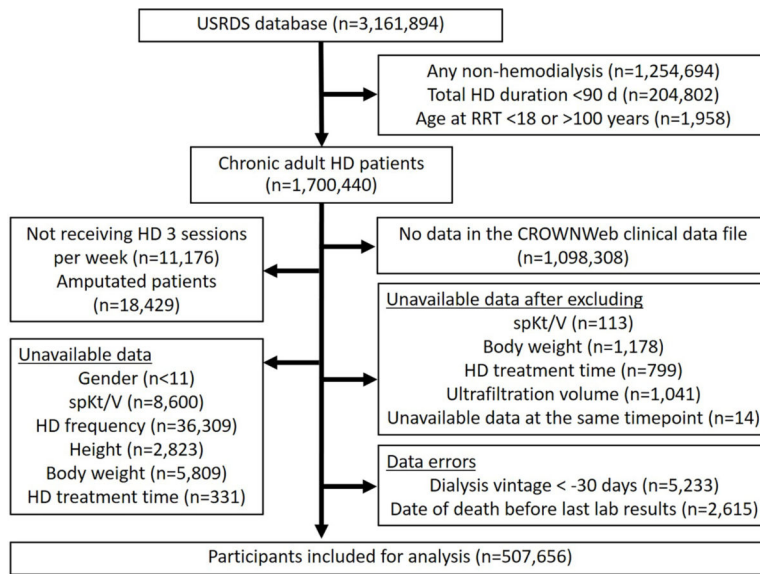 USRDS database (n=3,161,894)
Any non-hemodialysis (n=1,254,694)
Total HD duration <90 d (n=204,802)
Age at RRT <18 or >100 years (n=1,958)
Chronic adult HD patients
(n=1,700,440)
Not receiving HD 3 sessions
per week (n=11,176)
Amputated patients
(n=18,429)
No data in the CROWNWeb clinical data file
(n=1,098,308)
Unavailable data after excluding
spKt/V (n=113)
Body weight (n=1,178)
HD treatment time (n=799)
Ultrafiltration volume (n=1,041)
Unavailable data at the same timepoint (n=14)
Unavailable data
Gender (n<11)
spKt/V (n=8,600)
HD frequency (n=36,309)
Height (n=2,823)
Body weight (n=5,809)
HD treatment time (n=331)
Data errors
Dialysis vintage < -30 days (n=5,233)
Date of death before last lab results (n=2,615)
Participants included for analysis (n=507,656)